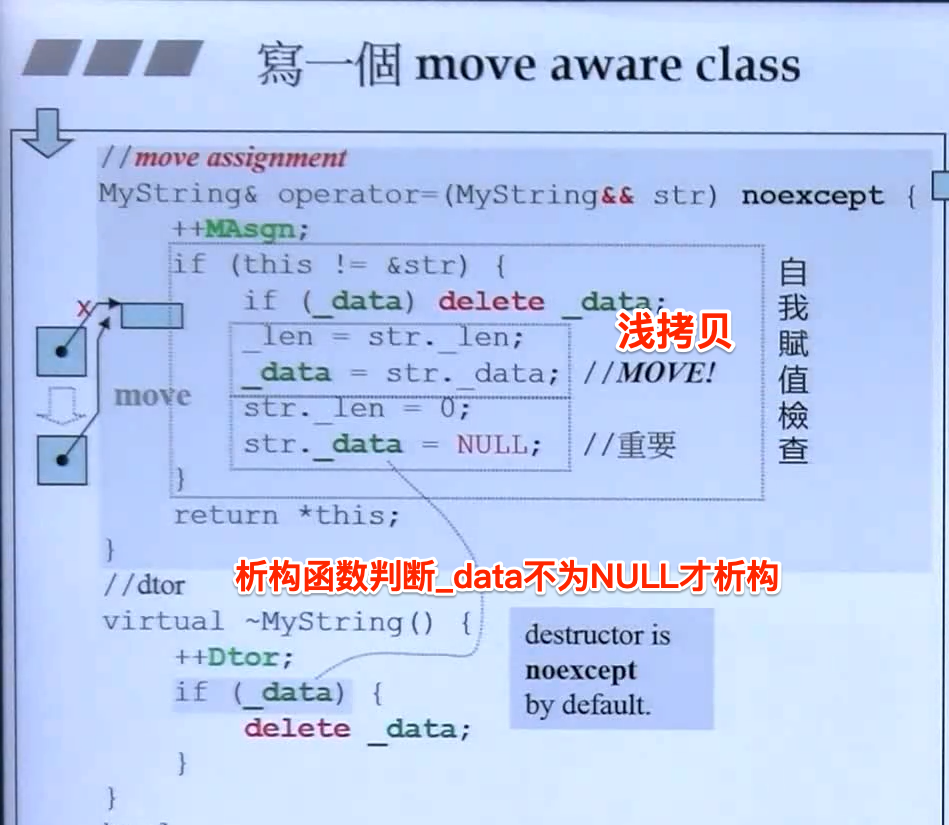 寫一個 move aware class
//move assignment
MyString& operator=(MyString&& str) noexcept {
++MAsgn;
if (this != &str) {
if (_data) delete _data;
_len = str._len;
_data = str._data; //MOVE!
str._len = 0;
str._data = NULL; //重要
}
return *this;
}
浅拷贝
自我賦值檢查
x
move
析构函数判断_data不为NULL才析构
//dtor
virtual ~MyString() {
++Dtor;
if (_data) {
delete _data;
}
}
destructor is
noexcept
by default.